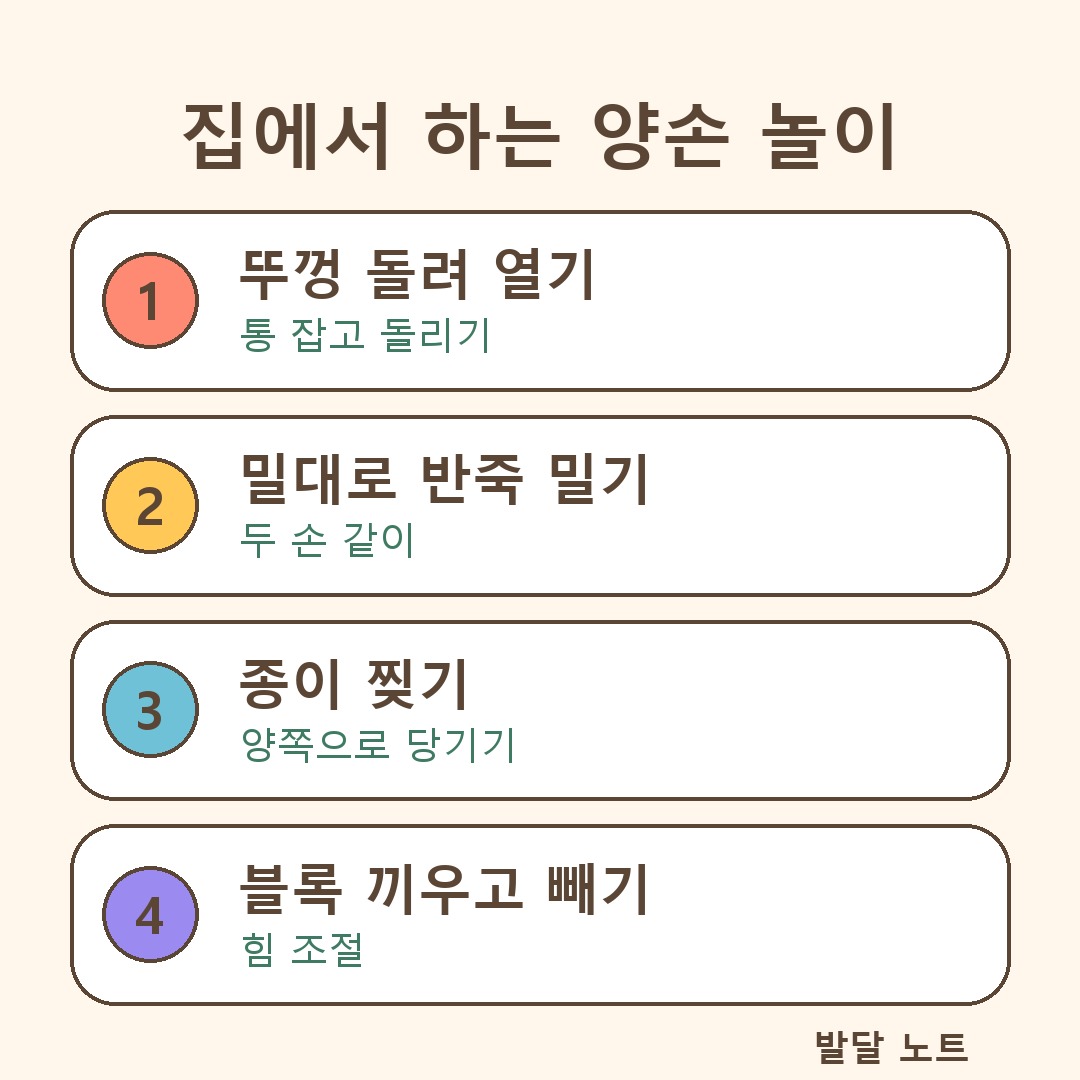 집에서 하는 양손 놀이
1
뚜껑 돌려 열기
통 잡고 돌리기
2
밀대로 반죽 밀기
두 손 같이
3
종이 찢기
양쪽으로 당기기
4
블록 끼우고 빼기
힘 조절
발달 노트